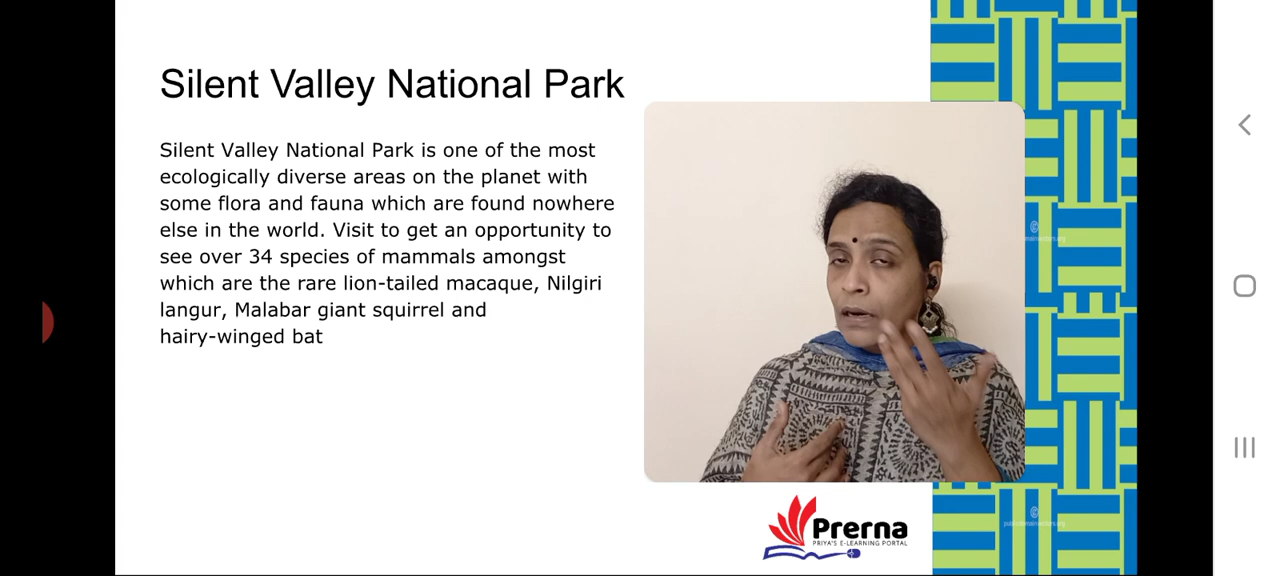 Silent Valley National Park
Silent Valley National Park is one of the most
ecologically diverse areas on the planet with
some flora and fauna which are found nowhere
else in the world. Visit to get an opportunity to
see over 34 species of mammals amongst
which are the rare lion-tailed macaque, Nilgiri
langur, Malabar giant squirrel and
hairy-winged bat
Prerna
PRIYA'S E-LEARNING PORTAL